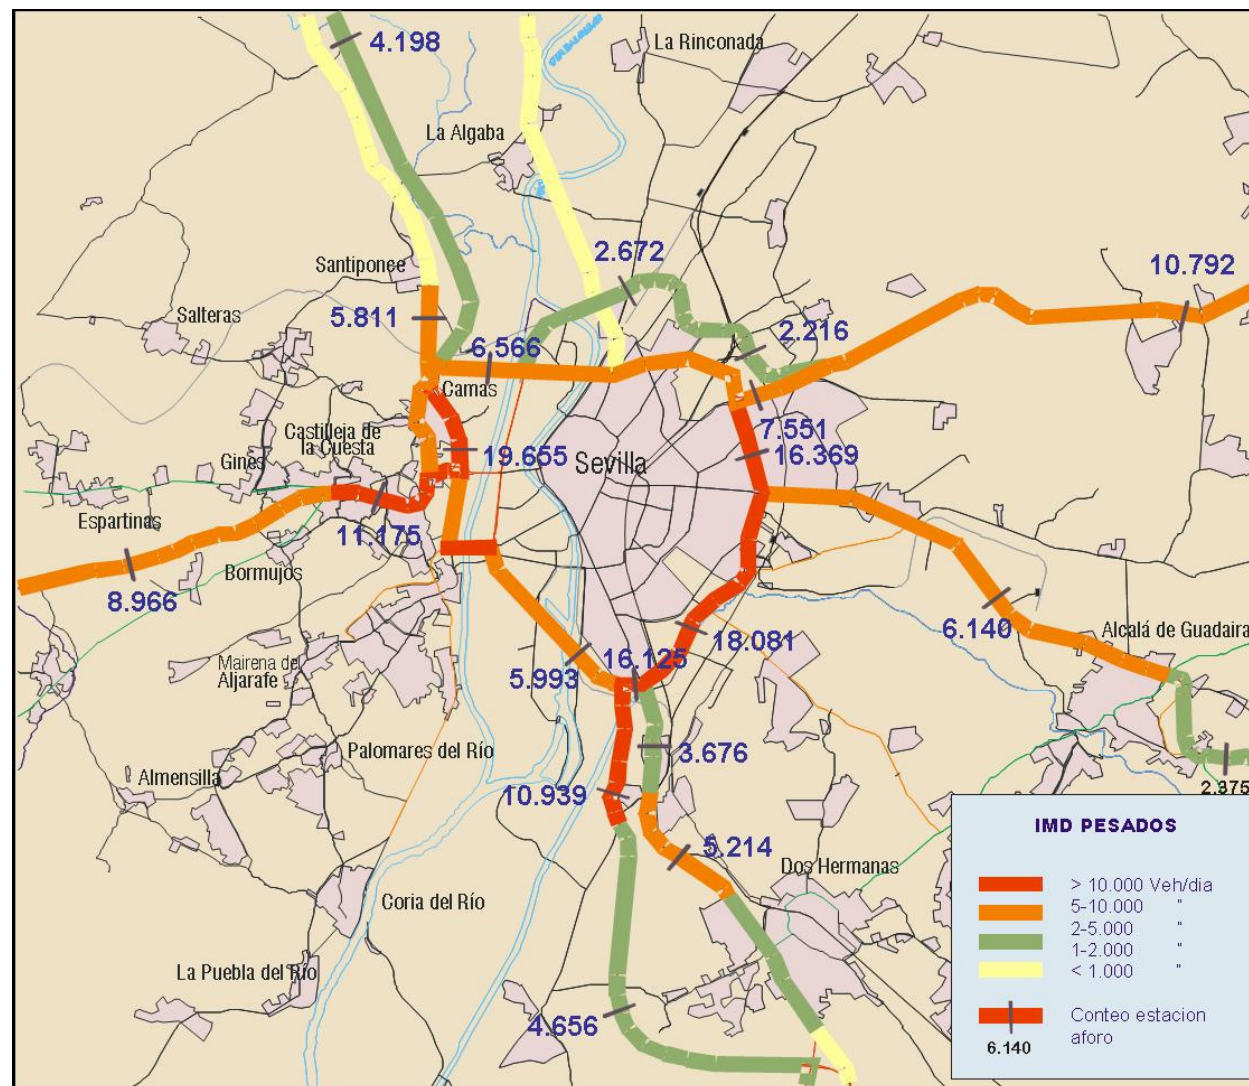 4.198
La Rinconada
La Algaba
2.672
10.792
Santiponce
5.811
Salteras
6.566
2.216
Camas
Castilleja de
la Cuesta
7.551
Gines
19.655
Sevilla
16.369
Espartinas
11.175
Bormujos
8.966
6.140
Alcalá de Guadaira
18.081
16.125
5.993
Mairena del
Aljarafe
3.676
Palomares del Río
Almensilla
10.939
2.375
5.214
Dos Hermanas
Coria del Río
La Puebla del Río
4.656
IMD PESADOS
> 10.000 Veh/dia
5-10.000 "
2-5.000 "
1-2.000 "
< 1.000 "
Conteo estacion
aforo
6.140